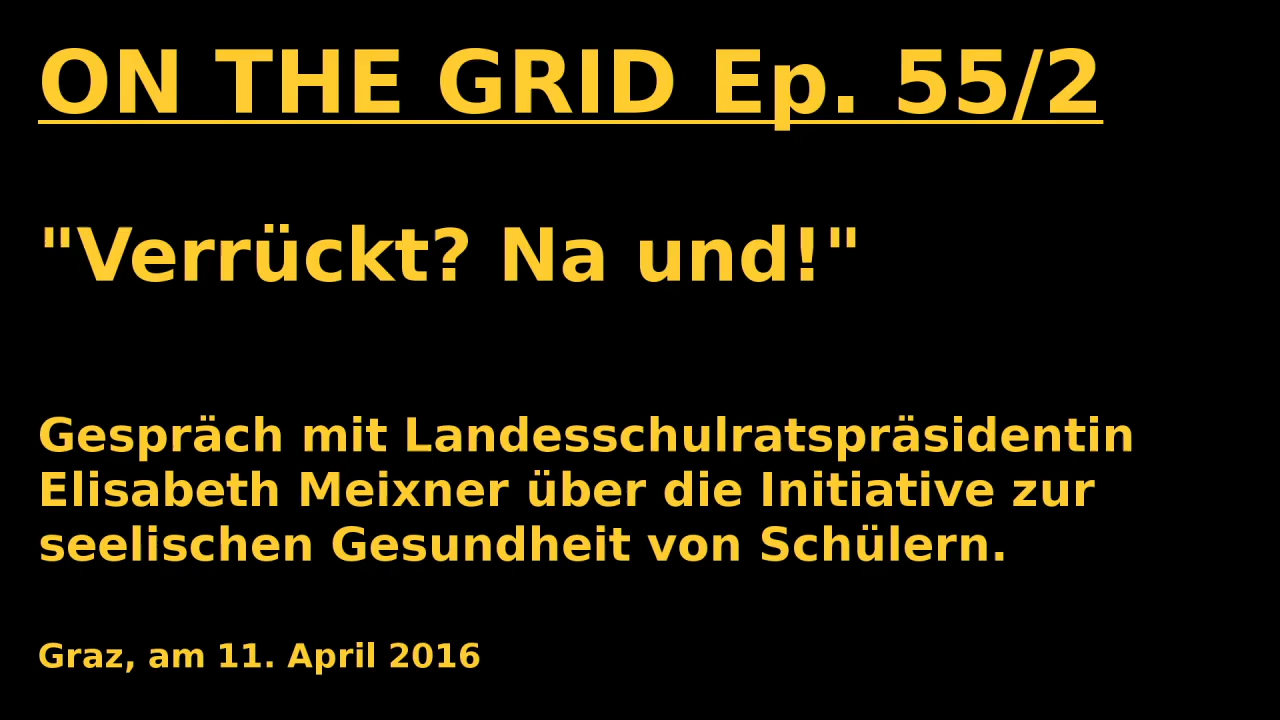 ON THE GRID Ep. 55/2
"Verrückt? Na und!"
Gespräch mit Landesschulratspräsidentin
Elisabeth Meixner über die Initiative zur
seelischen Gesundheit von Schülern.
Graz, am 11. April 2016